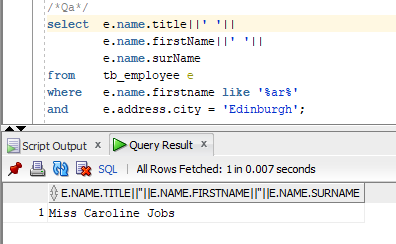 /*Qa*/
select e.name.title||' '||
e.name.firstName||' '||
e.name.surName
from tb_employee e
where e.name.firstname like '%ar%'
and e.address.city = 'Edinburgh';
Script Output x Query Result x
SQL | All Rows Fetched: 1 in 0.007 seconds
E.NAME.TITLE||''||E.NAME.FIRSTNAME||''||E.NAME.SURNAME
1 Miss Caroline Jobs